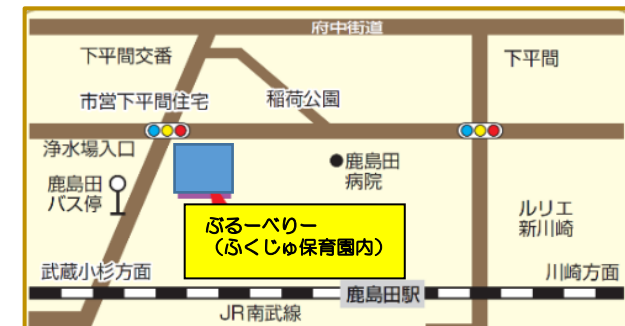 府中街道
下平間交番
下平間
市営下平間住宅
稲荷公園
浄水場入口
鹿島田
病院
鹿島田
バス停
ぶるーべりー
(ふくじゅ保育園内)
ルリエ
新川崎
武蔵小杉方面
川崎方面
鹿島田駅
JR南武線